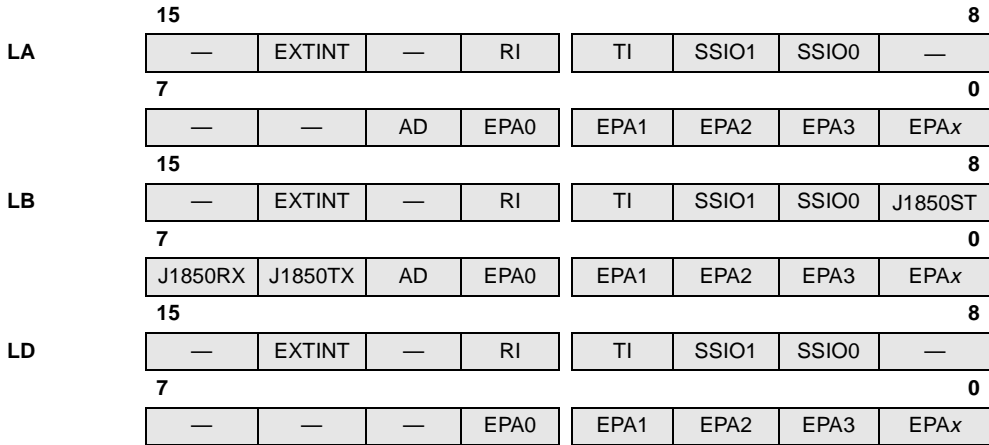 15 8
LA — EXTINT — RI TI SSIO1 SSIO0 —
7 0
— — AD EPA0 EPA1 EPA2 EPA3 EPAx
15 8
LB — EXTINT — RI TI SSIO1 SSIO0 J1850ST
7 0
J1850RX J1850TX AD EPA0 EPA1 EPA2 EPA3 EPAx
15 8
LD — EXTINT — RI TI SSIO1 SSIO0 —
7 0
— — — EPA0 EPA1 EPA2 EPA3 EPAx